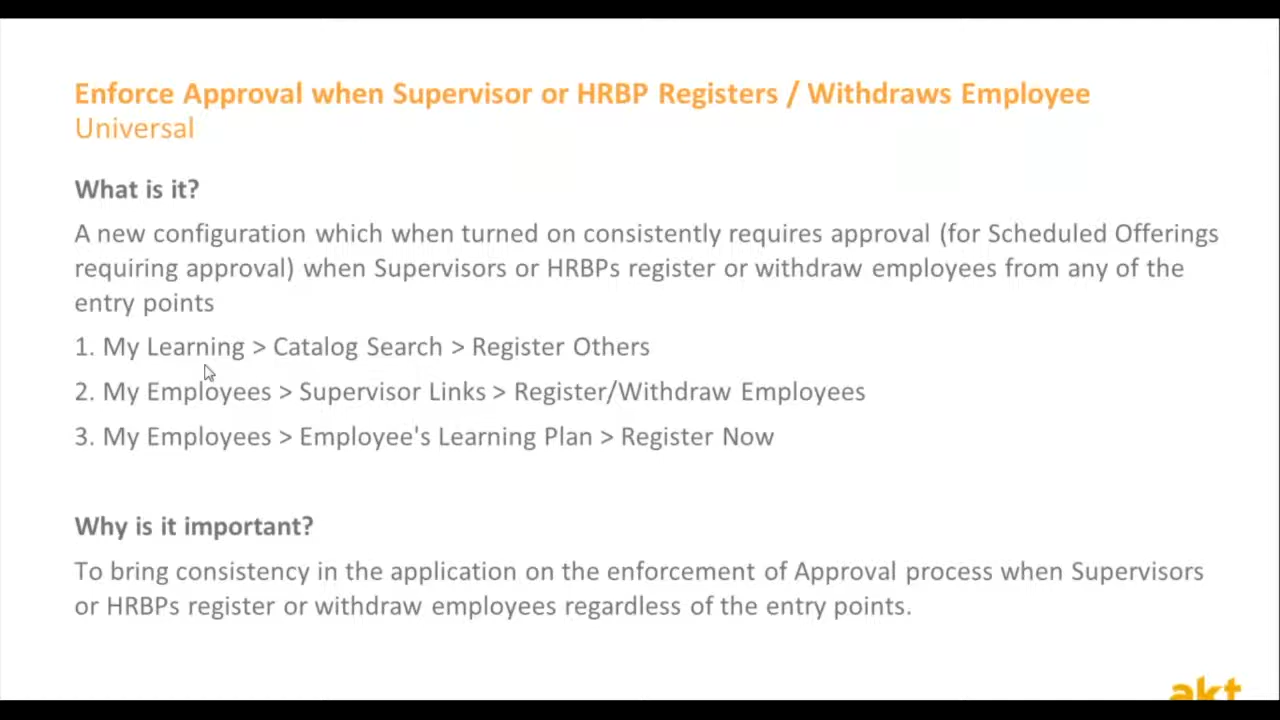 Enforce Approval when Supervisor or HRBP Registers / Withdraws Employee
Universal
What is it?
A new configuration which when turned on consistently requires approval (for Scheduled Offerings
requiring approval) when Supervisors or HRBPs register or withdraw employees from any of the
entry points
1. My Learning > Catalog Search > Register Others
2. My Employees > Supervisor Links > Register/Withdraw Employees
3. My Employees > Employee's Learning Plan > Register Now
Why is it important?
To bring consistency in the application on the enforcement of Approval process when Supervisors
or HRBPs register or withdraw employees regardless of the entry points.
akt